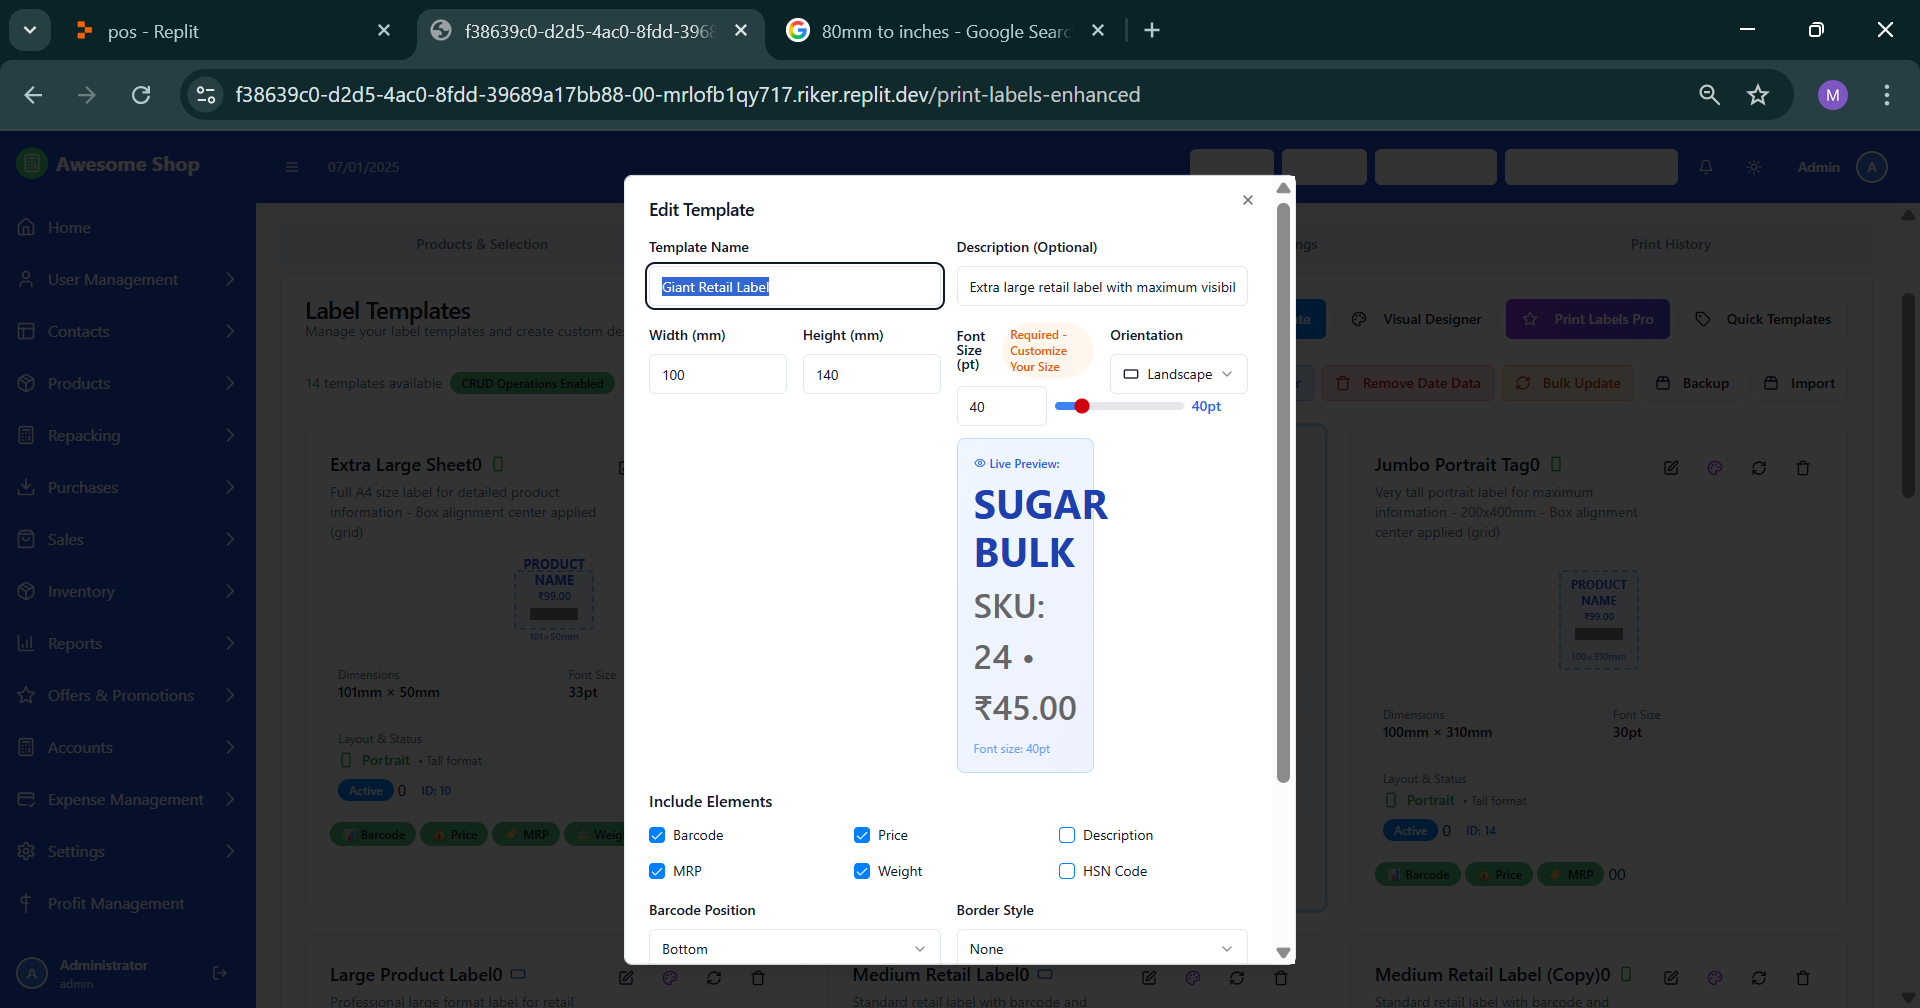 pos - Replit
f38639c0-d2d5-4ac0-8fdd-3968
80mm to inches - Google Searc
f38639c0-d2d5-4ac0-8fdd-39689a17bb88-00-mrlofb1qy717.riker.replit.dev/print-labels-enhanced
M
Awesome Shop
07/01/2025
Admin
A
Home
User Management
Contacts
Products
Repacking
Purchases
Sales
Inventory
Reports
Offers & Promotions
Accounts
Expense Management
Settings
Profit Management
A
Administrator
admin
Products & Selection
ngs
Print History
Label Templates
Manage your label templates and create custom de
Visual Designer
Print Labels Pro
Quick Templates
14 templates available
CRUD Operations Enabled
Remove Date Data
Bulk Update
Backup
Import
Extra Large Sheet0
Full A4 size label for detailed product
information - Box alignment center applied
(grid)
PRODUCT
NAME
₹99.00
101×50mm
Dimensions
101mm × 50mm
Font Size
33pt
Layout & Status
Portrait • Tall format
Active 0 ID: 10
Barcode
Price
MRP
Weig
Edit Template
Template Name
Giant Retail Label
Description (Optional)
Extra large retail label with maximum visibil
Width (mm)
100
Height (mm)
140
Font
Size
(pt)
Required -
Customize
Your Size
40
40pt
Orientation
Landscape
Live Preview:
SUGAR
BULK
SKU:
24 •
₹45.00
Font size: 40pt
Include Elements
Barcode
Price
Description
MRP
Weight
HSN Code
Barcode Position
Bottom
Border Style
None
Jumbo Portrait Tag0
Very tall portrait label for maximum
information - 200x400mm - Box alignment
center applied (grid)
PRODUCT
NAME
₹99.00
100×310mm
Dimensions
100mm × 310mm
Font Size
30pt
Layout & Status
Portrait • Tall format
Active 0 ID: 14
Barcode
Price
MRP
00
Large Product Label0
Professional large format label for retail
Medium Retail Label0
Standard retail label with barcode and
Medium Retail Label (Copy)0
Standard retail label with barcode and